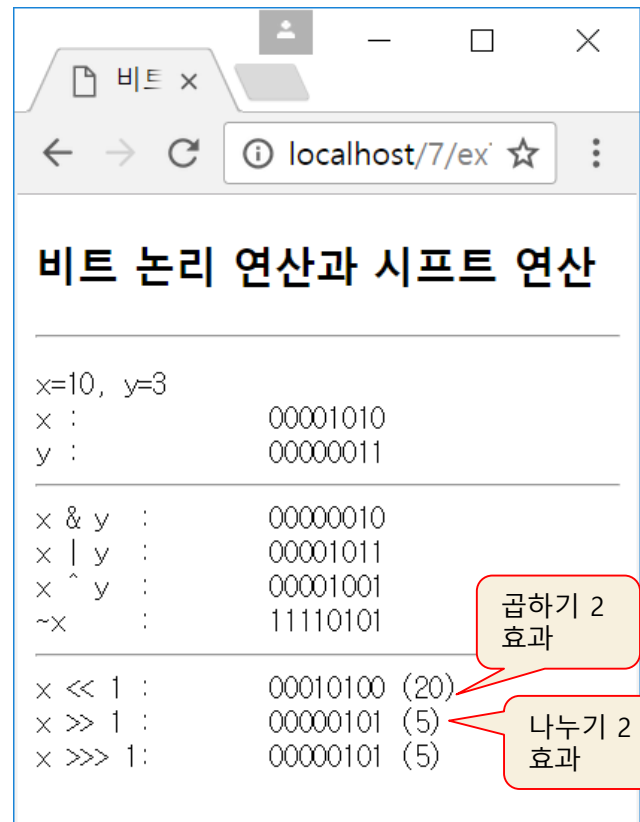 비트
localhost/7/ex
비트 논리 연산과 시프트 연산
x=10, y=3
x : 00001010
y : 00000011
x & y : 00000010
x | y : 00001011
x ^ y : 00001001
~x : 11110101
곱하기 2
효과
x << 1 : 00010100 (20)
x >> 1 : 00000101 (5)
x >>> 1: 00000101 (5)
나누기 2
효과